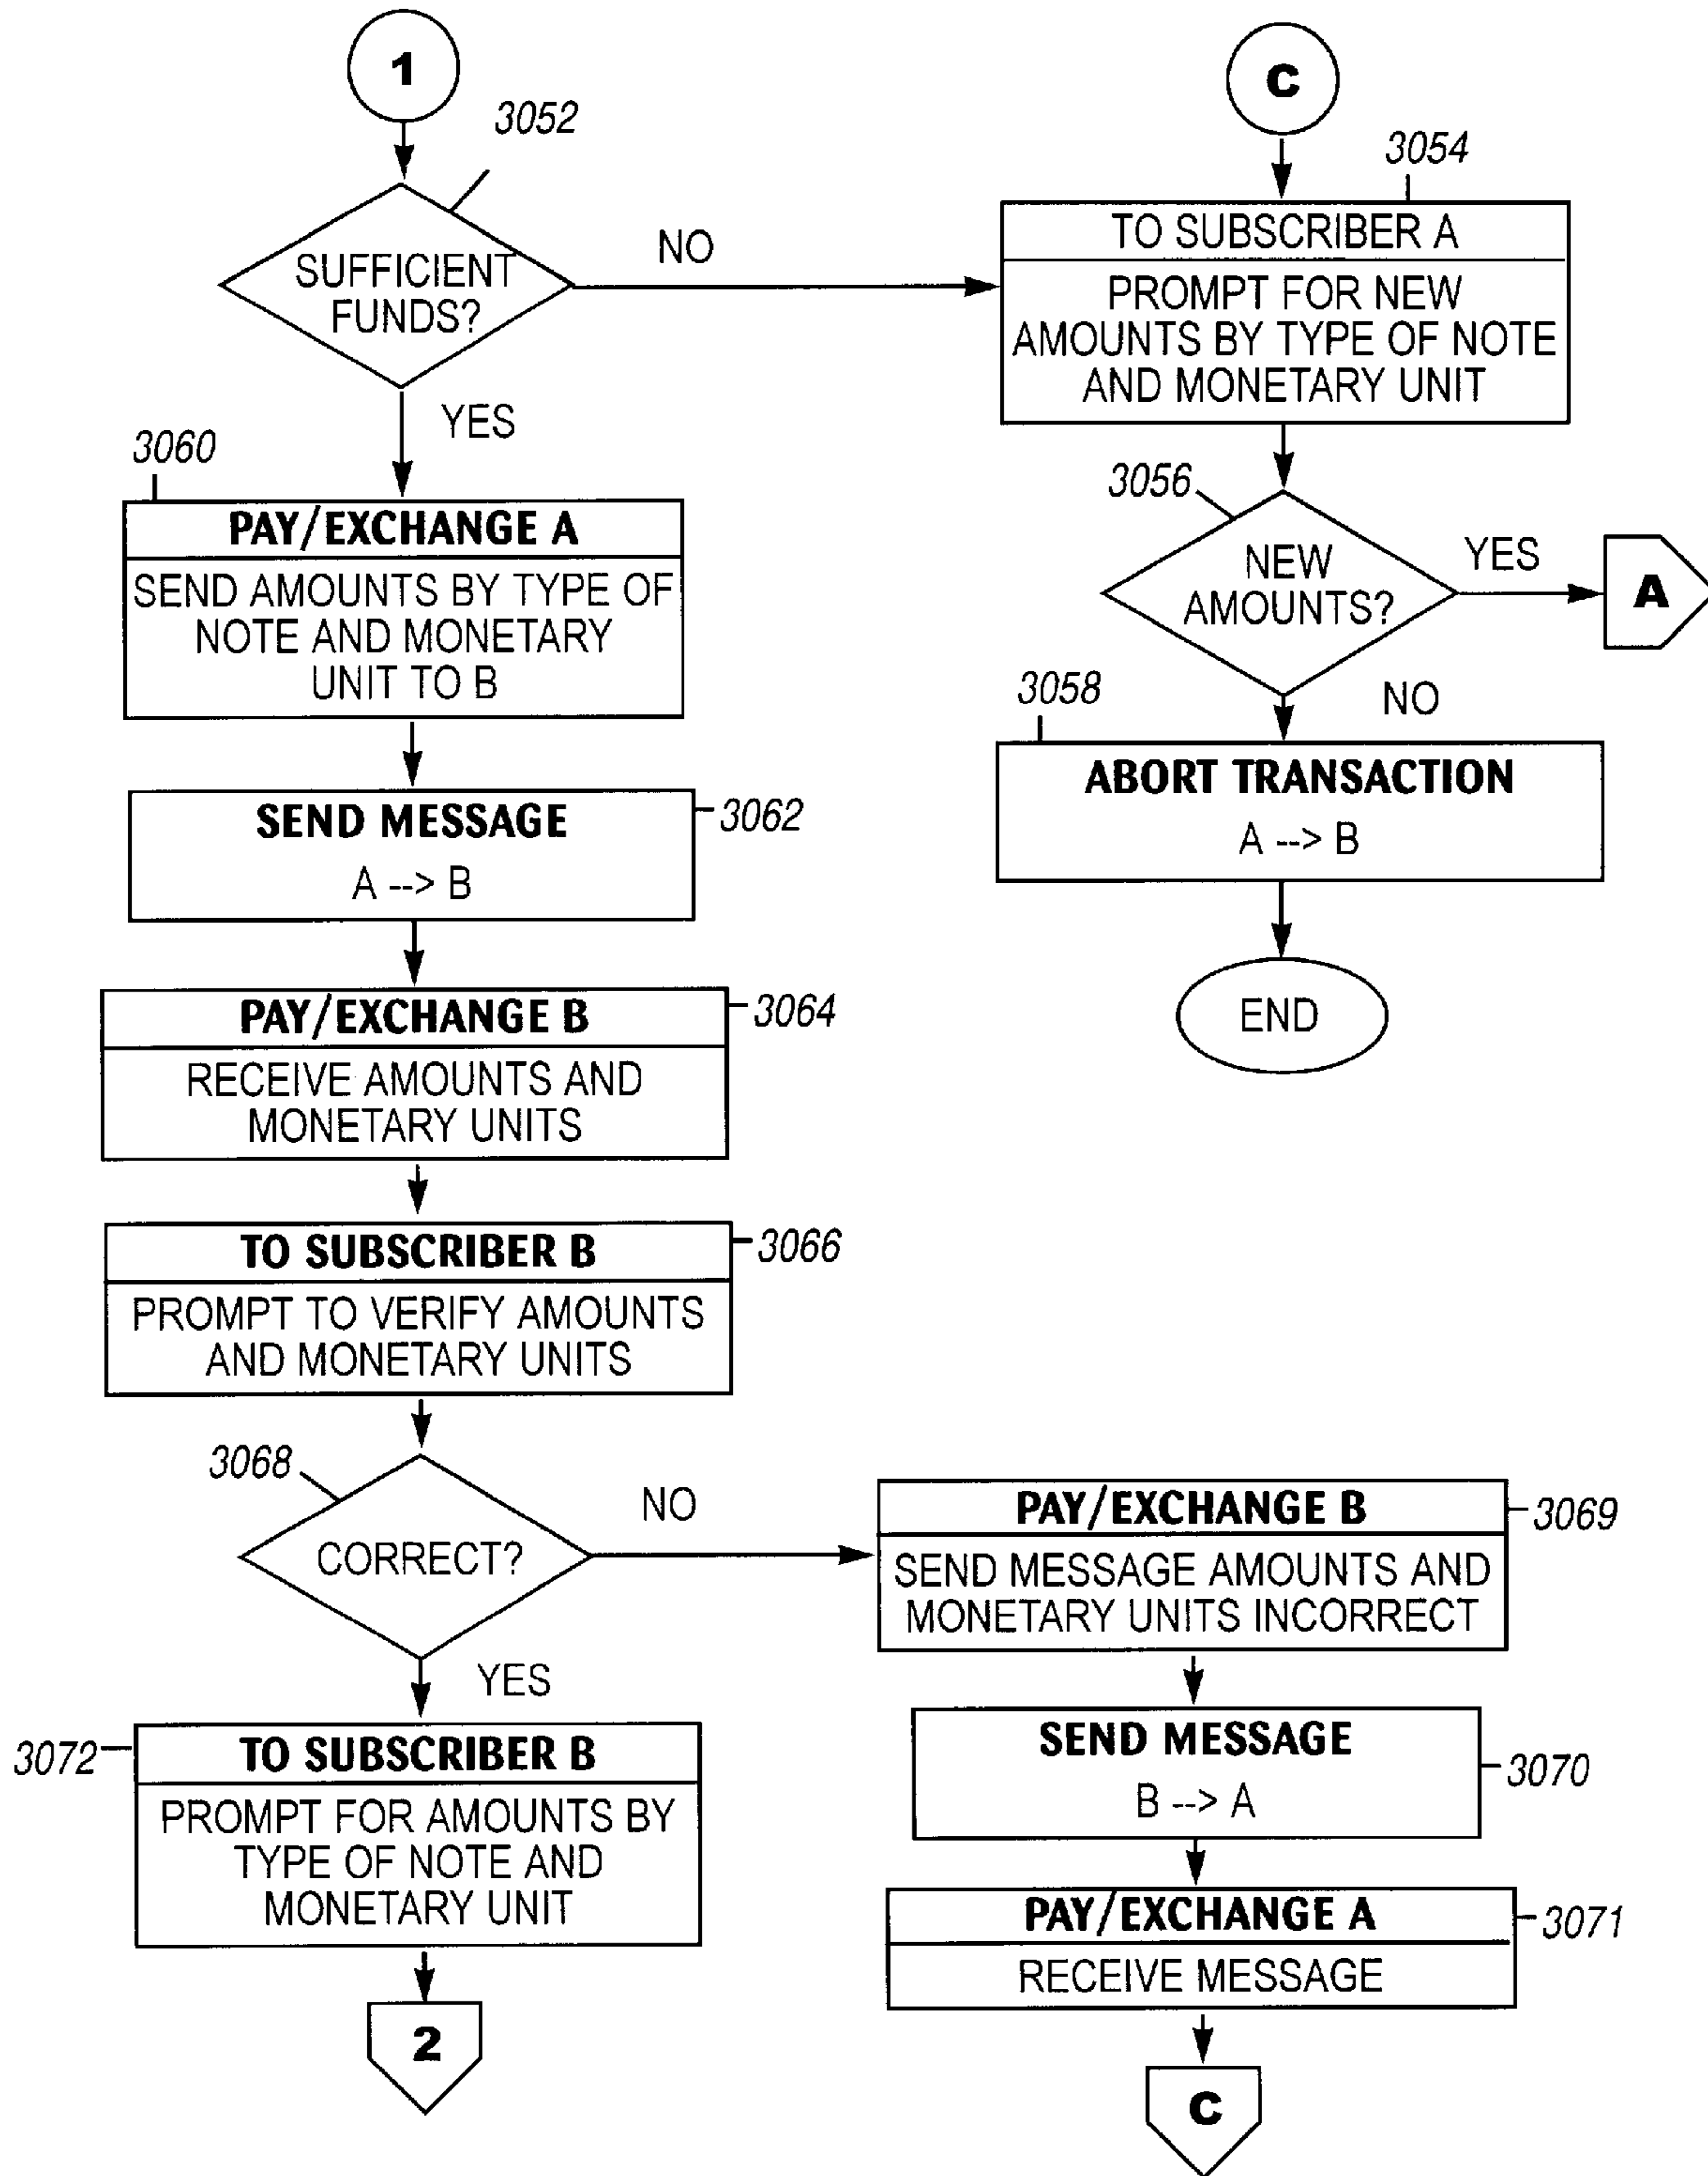 1
3052
SUFFICIENT
FUNDS?
NO
YES
C
3054
TO SUBSCRIBER A
PROMPT FOR NEW
AMOUNTS BY TYPE OF NOTE
AND MONETARY UNIT
3056
NEW
AMOUNTS?
YES
A
NO
3058
ABORT TRANSACTION
A --> B
END
3060
PAY/EXCHANGE A
SEND AMOUNTS BY TYPE OF
NOTE AND MONETARY
UNIT TO B
SEND MESSAGE
3062
A --> B
PAY/EXCHANGE B
3064
RECEIVE AMOUNTS AND
MONETARY UNITS
TO SUBSCRIBER B
3066
PROMPT TO VERIFY AMOUNTS
AND MONETARY UNITS
3068
CORRECT?
NO
YES
PAY/EXCHANGE B
3069
SEND MESSAGE AMOUNTS AND
MONETARY UNITS INCORRECT
SEND MESSAGE
3070
B --> A
PAY/EXCHANGE A
3071
RECEIVE MESSAGE
C
3072
TO SUBSCRIBER B
PROMPT FOR AMOUNTS BY
TYPE OF NOTE AND
MONETARY UNIT
2